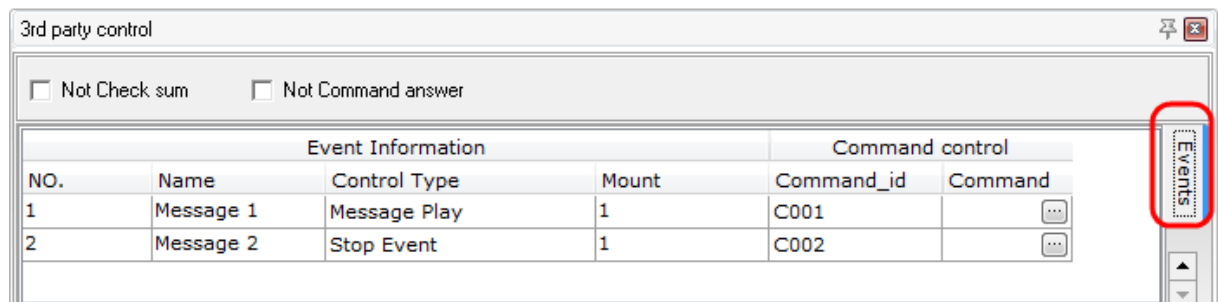 3rd party control
Not Check sum Not Command answer
Event Information Command control
NO. Name Control Type Mount Command_id Command
1 Message 1 Message Play 1 C001 ...
2 Message 2 Stop Event 1 C002 ...
Events